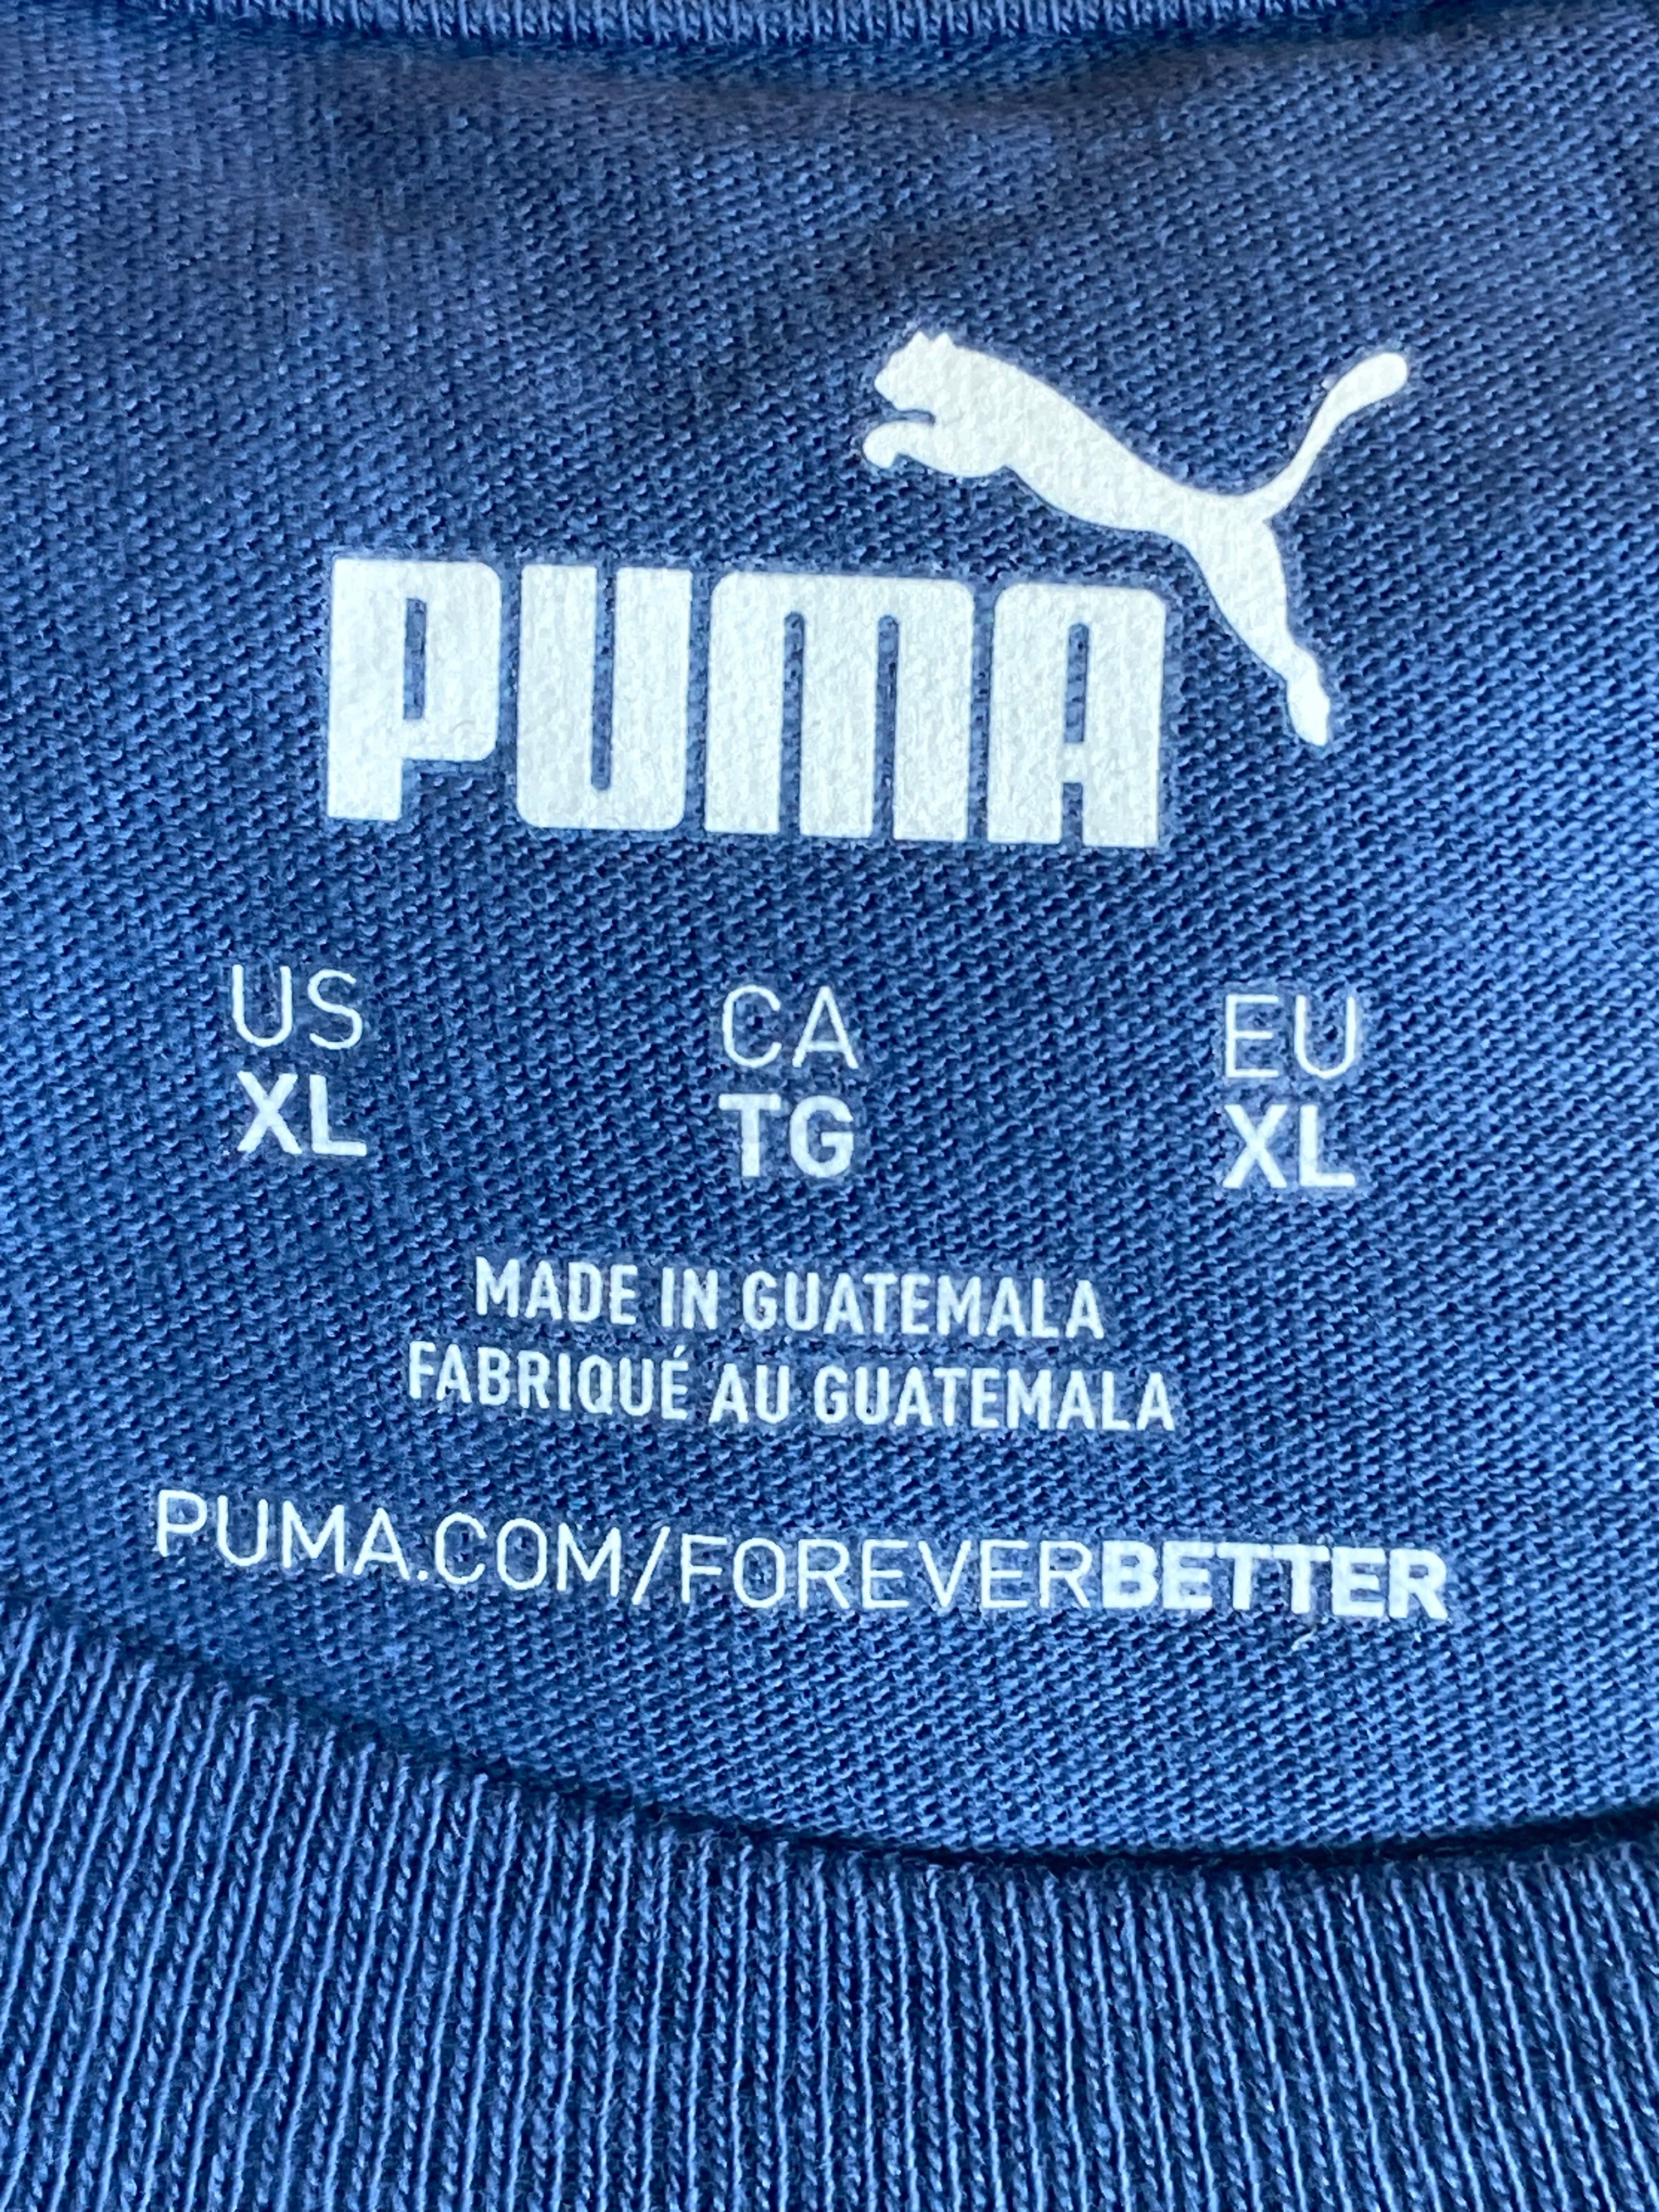 PUMA
US CA EU
XL TG XL
MADE IN GUATEMALA
FABRIQUÉ AU GUATEMALA
PUMA.COM/FOREVERBETTER